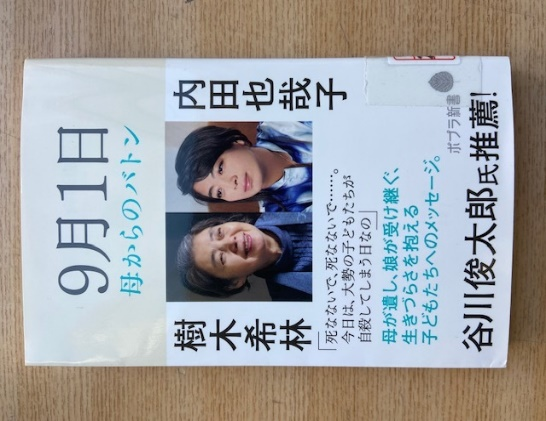 9月1日
母からのバトン
樹木希林
内田也哉子
「死なないで、死なないで……。
今日は、大勢の子どもたちが
自殺してしまう日なの」
母が遺し、娘が受け継ぐ、
生きづらさを抱える
子どもたちへのメッセージ。
ポプラ新書
谷川俊太郎氏推薦!